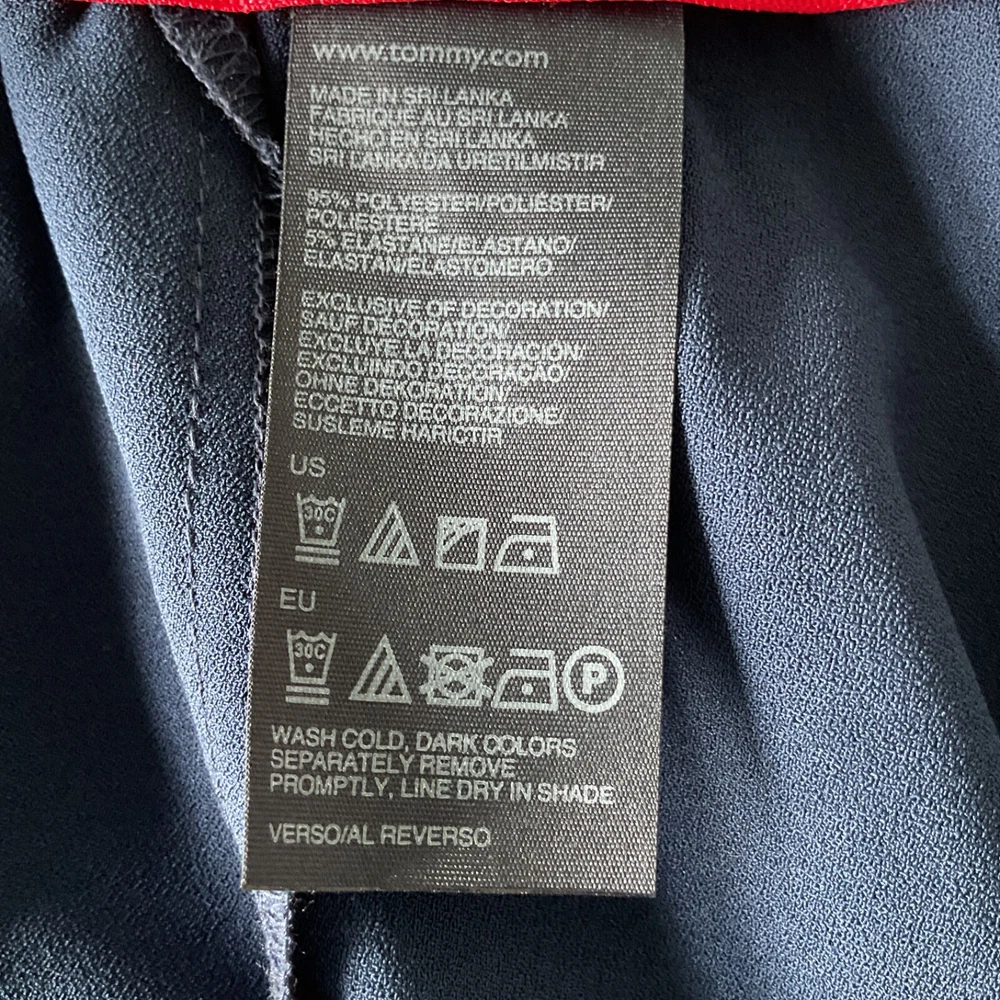 www.tommy.com
MADE IN SRI LANKA
FABRIQUE AU SRI LANKA
HECHO EN SRI LANKA
SRI LANKA DA URETILMISTIR
95% POLYESTER/POLIÉSTER/
POLIESTERE
5% ELASTANE/ELASTANO/
ELASTAN/ELASTOMERO
EXCLUSIVE OF DECORATION/
SAUF DECORATION/
EXCLUYE LA DECORACIÓN/
EXCLUINDO DECORAÇAO/
OHNE DEKORATION/
ECCETTO DECORAZIONE/
SUSLEME HARICTIR
US
30C
EU
30C
P
WASH COLD, DARK COLORS
SEPARATELY REMOVE
PROMPTLY, LINE DRY IN SHADE
VERSO/AL REVERSO